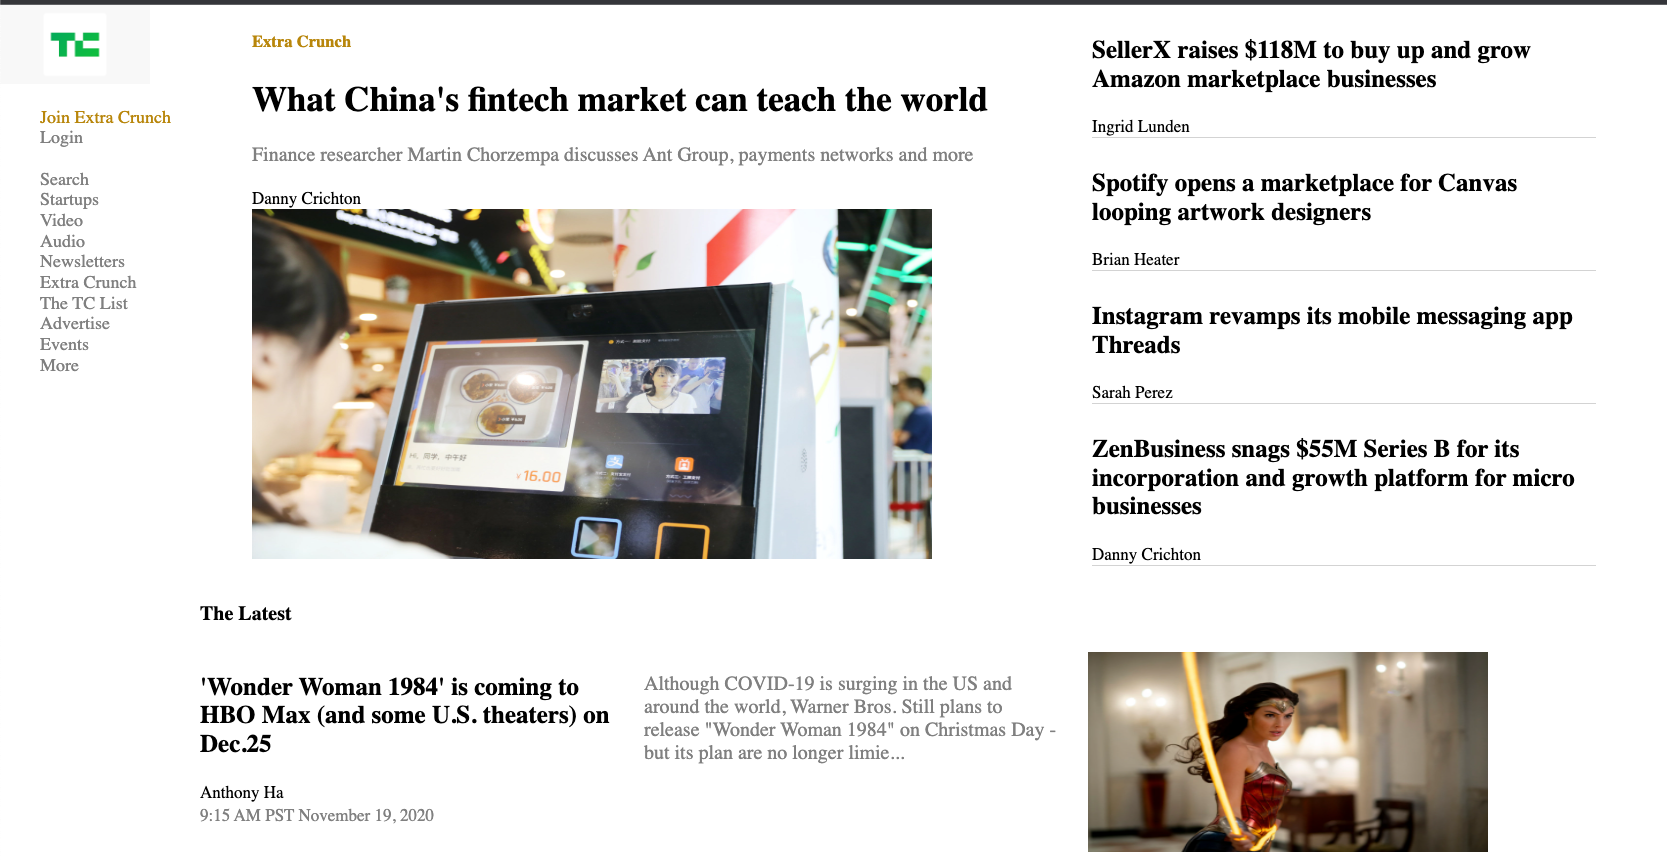 TC
Join Extra Crunch
Login
Search
Startups
Video
Audio
Newsletters
Extra Crunch
The TC List
Advertise
Events
More
Extra Crunch
What China's fintech market can teach the world
Finance researcher Martin Chorzempa discusses Ant Group, payments networks and more
Danny Crichton
Hi, 同学, 中午好
¥16.00
SellerX raises $118M to buy up and grow
Amazon marketplace businesses
Ingrid Lunden
Spotify opens a marketplace for Canvas
looping artwork designers
Brian Heater
Instagram revamps its mobile messaging app
Threads
Sarah Perez
ZenBusiness snags $55M Series B for its
incorporation and growth platform for micro
businesses
Danny Crichton
The Latest
'Wonder Woman 1984' is coming to
HBO Max (and some U.S. theaters) on
Dec.25
Anthony Ha
9:15 AM PST November 19, 2020
Although COVID-19 is surging in the US and
around the world, Warner Bros. Still plans to
release "Wonder Woman 1984" on Christmas Day -
but its plan are no longer limie...